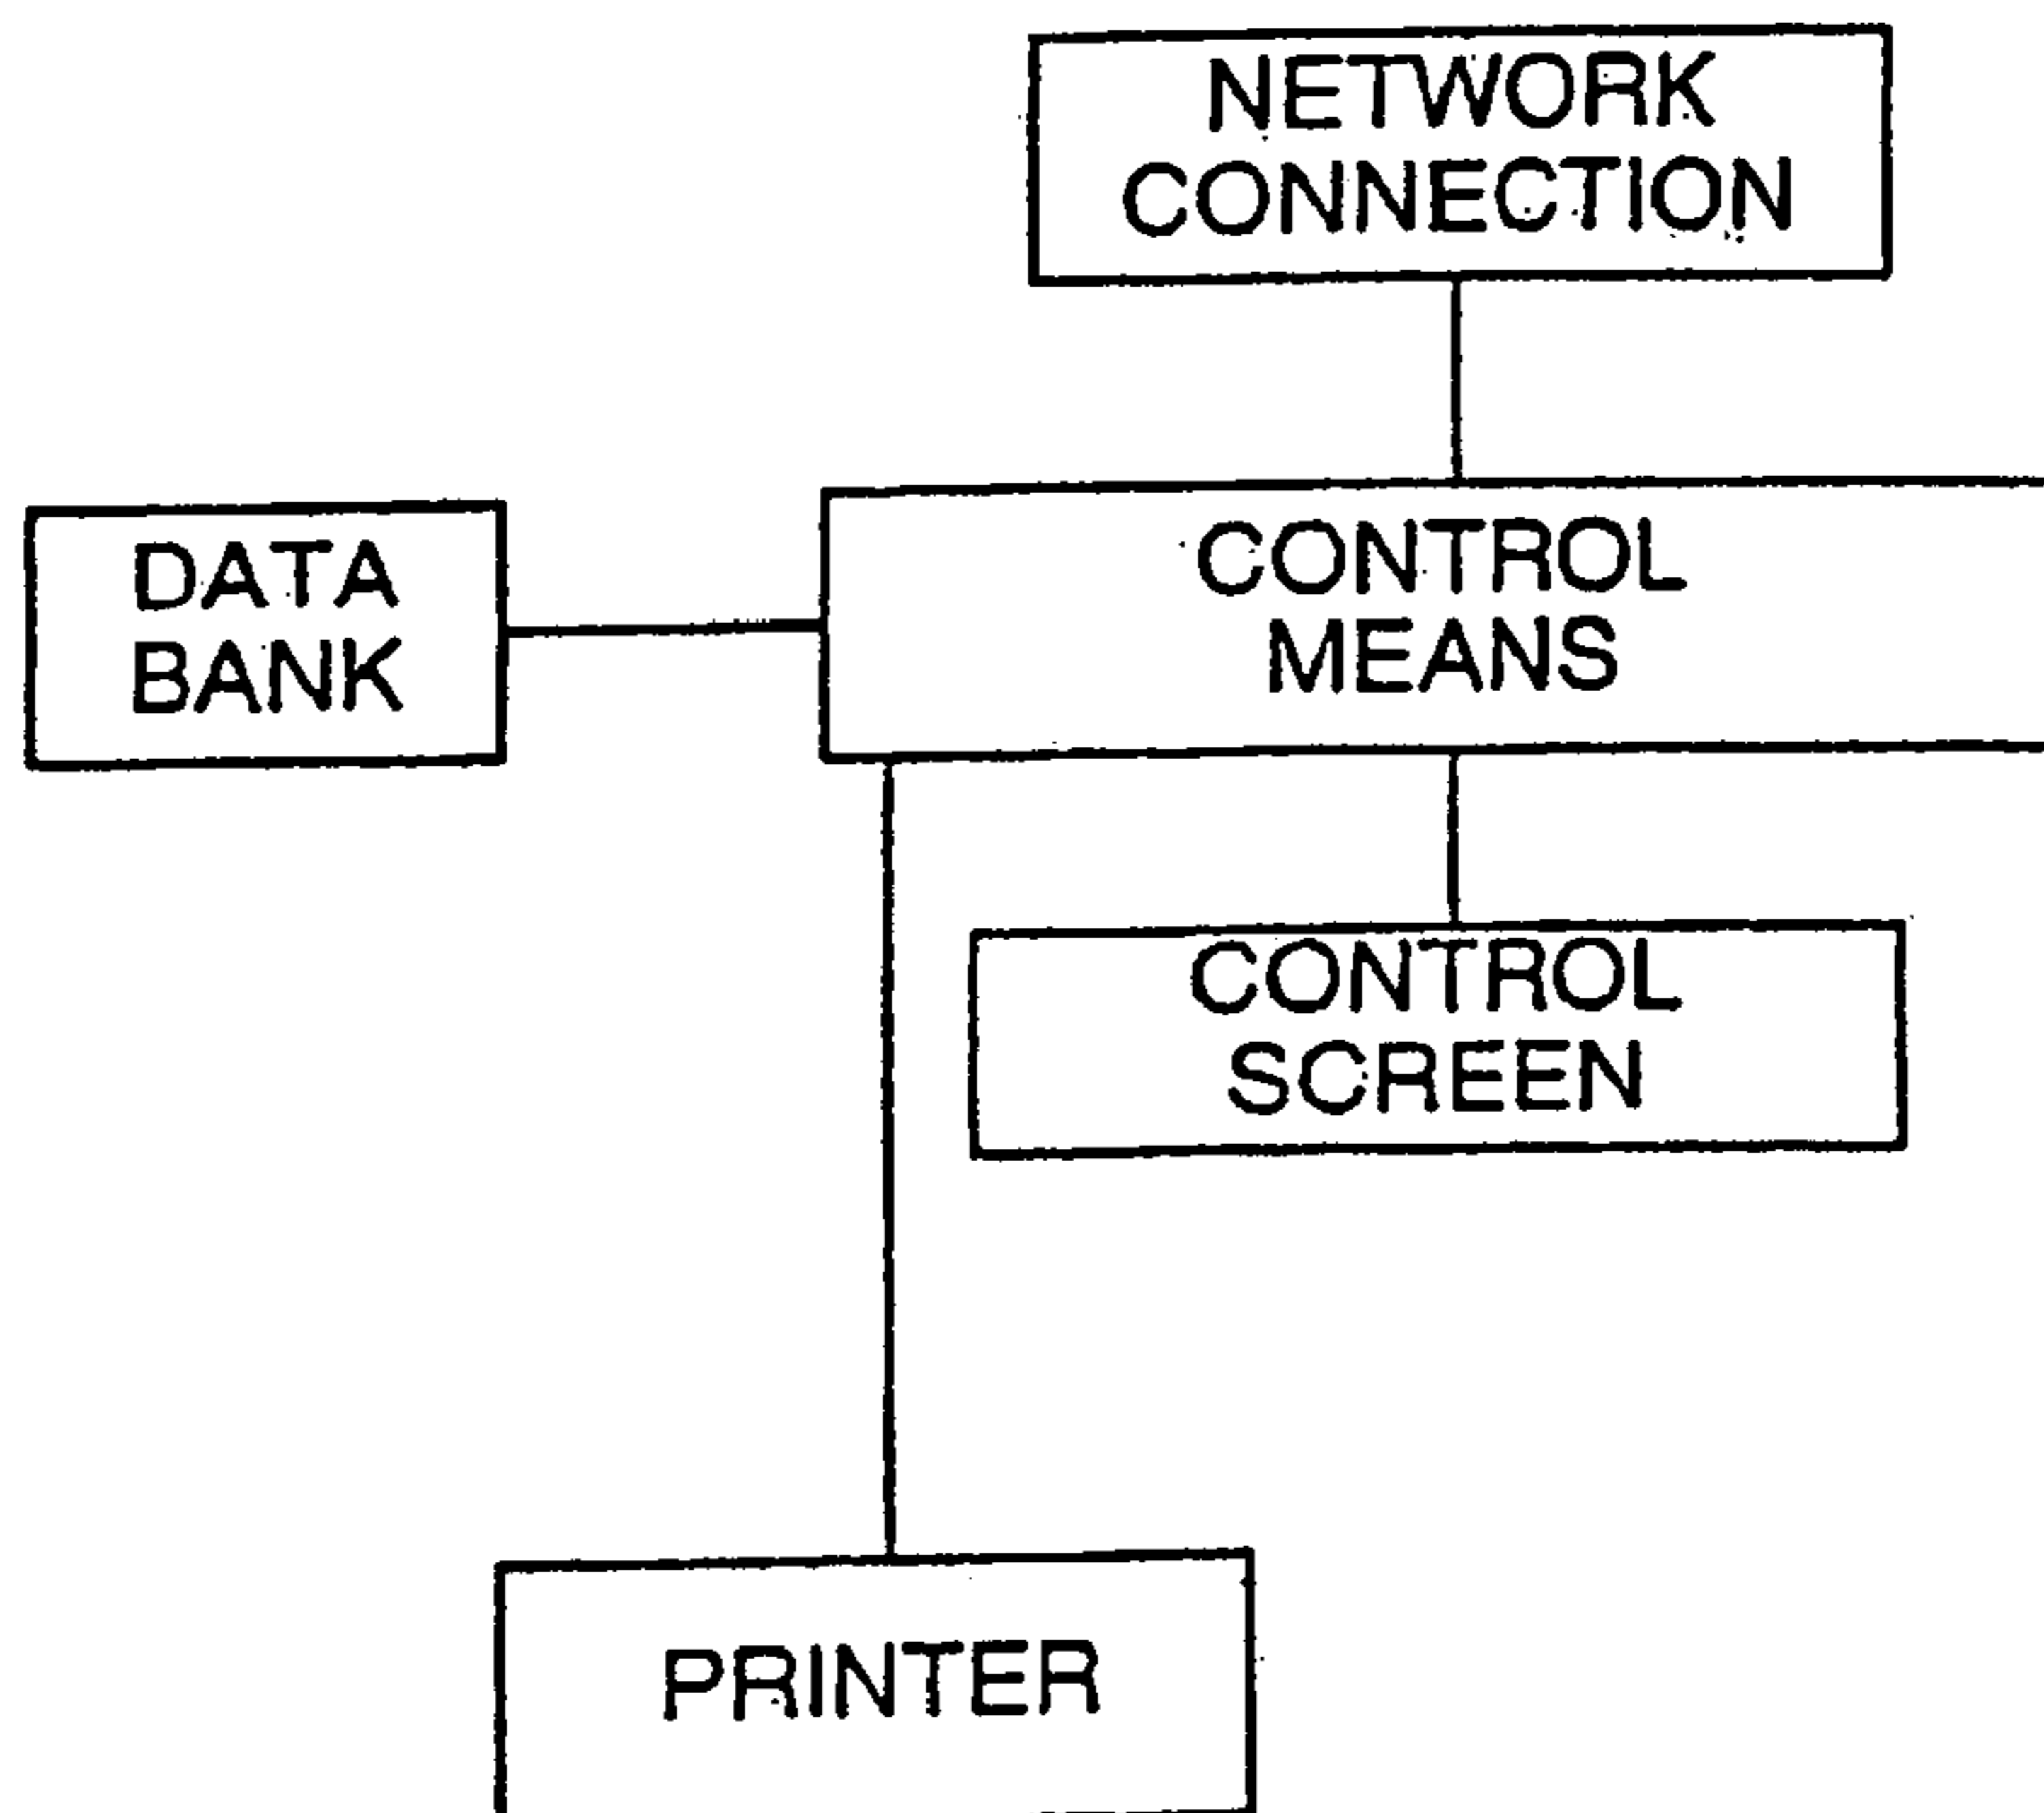 NETWORK
CONNECTION
DATA
BANK
CONTROL
MEANS
CONTROL
SCREEN
PRINTER